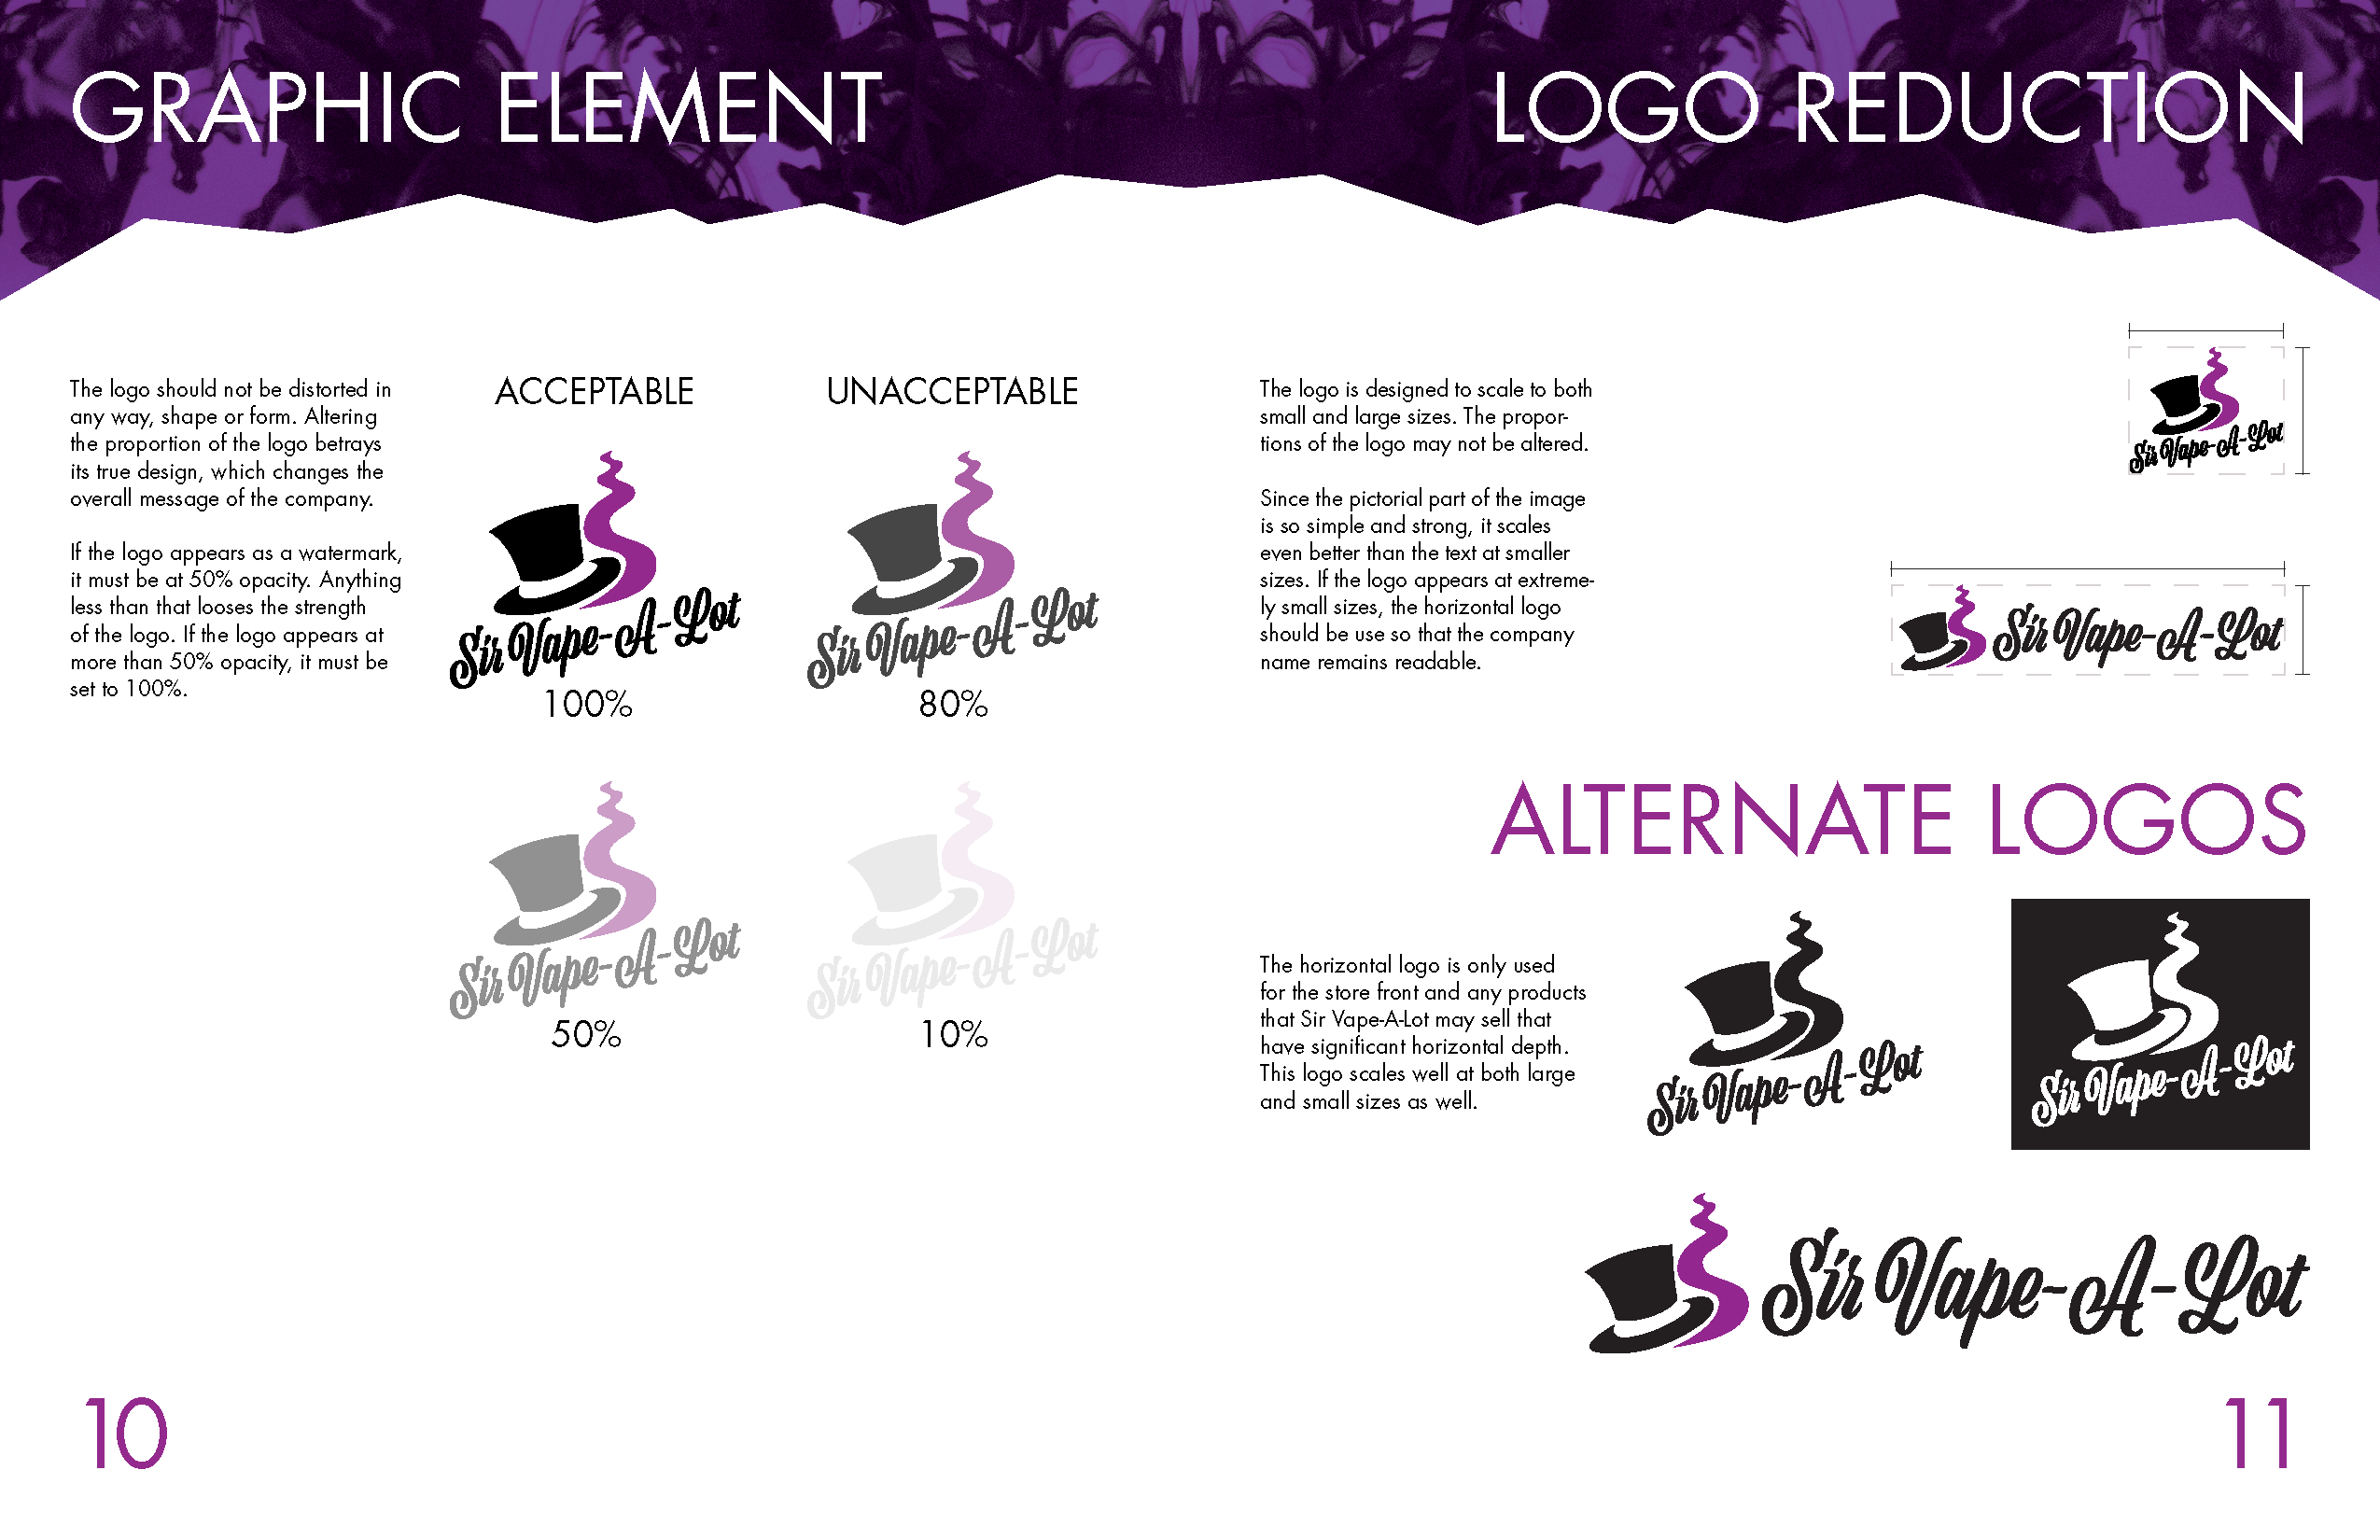 GRAPHIC ELEMENT
The logo should not be distorted in
any way, shape or form. Altering
the proportion of the logo betrays
its true design, which changes the
overall message of the company.
If the logo appears as a watermark,
it must be at 50% opacity. Anything
less than that looses the strength
of the logo. If the logo appears at
more than 50% opacity, it must be
set to 100%.
ACCEPTABLE
Sir Vape-A-Lot
100%
Sir Vape-A-Lot
50%
UNACCEPTABLE
Sir Vape-A-Lot
80%
Sir Vape-A-Lot
10%
10
LOGO REDUCTION
The logo is designed to scale to both
small and large sizes. The propor-
tions of the logo may not be altered.
Since the pictorial part of the image
is so simple and strong, it scales
even better than the text at smaller
sizes. If the logo appears at extreme-
ly small sizes, the horizontal logo
should be use so that the company
name remains readable.
Sir Vape-A-Lot
Sir Vape-A-Lot
ALTERNATE LOGOS
The horizontal logo is only used
for the store front and any products
that Sir Vape-A-Lot may sell that
have significant horizontal depth.
This logo scales well at both large
and small sizes as well.
Sir Vape-A-Lot
Sir Vape-A-Lot
Sir Vape-A-Lot
11